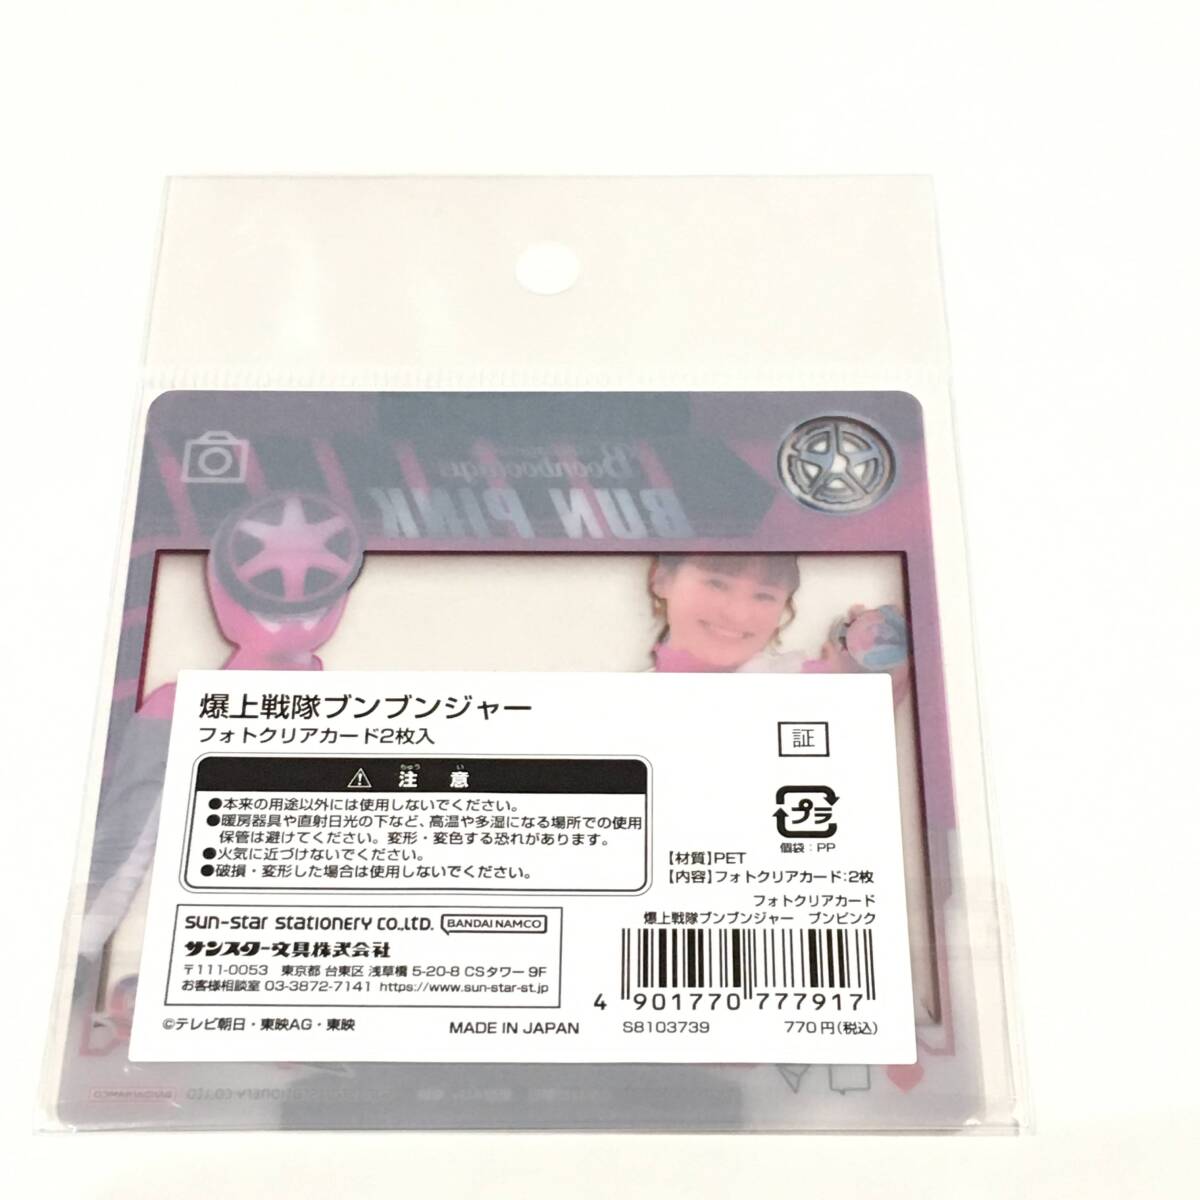 Boonboomger
BUN PINK
爆上戦隊ブンブンジャー
フォトクリアカード2枚入
証
ちゅう い
注意
●本来の用途以外には使用しないでください。
●暖房器具や直射日光の下など、高温や多湿になる場所での使用
保管は避けてください。変形・変色する恐れがあります。
●火気に近づけないでください。
●破損・変形した場合は使用しないでください。
プラ
個袋：PP
【材質】PET
【内容】フォトクリアカード：2枚
フォトクリアカード
爆上戦隊ブンブンジャー ブンピンク
sun-star stationery co.,ltd. BANDAI NAMCO
サンスター文具株式会社
〒111-0053 東京都 台東区 浅草橋 5-20-8 CSタワー 9F
お客様相談室 03-3872-7141 https://www.sun-star-st.jp
4 901770 777917
©テレビ朝日・東映AG・東映 MADE IN JAPAN S8103739 770円(税込)
BANDAI NAMCO